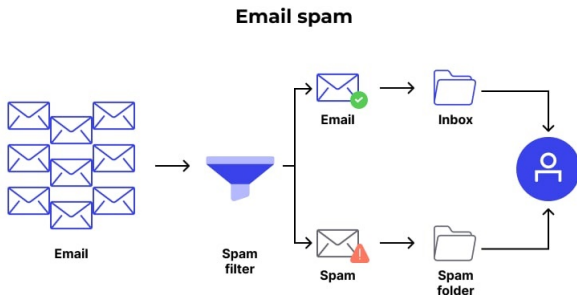 Email spam
Email
Inbox
Email
Spam
filter
Spam
Spam
folder